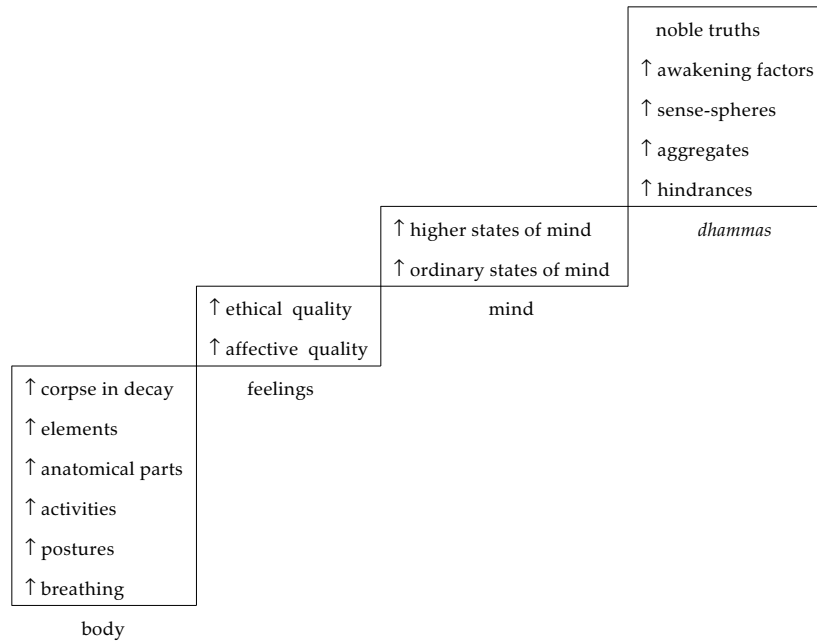 noble truths
↑ awakening factors
↑ sense-spheres
↑ aggregates
↑ hindrances
↑ higher states of mind
dhammas
↑ ordinary states of mind
↑ ethical quality
mind
↑ affective quality
↑ corpse in decay
feelings
↑ elements
↑ anatomical parts
↑ activities
↑ postures
↑ breathing
body